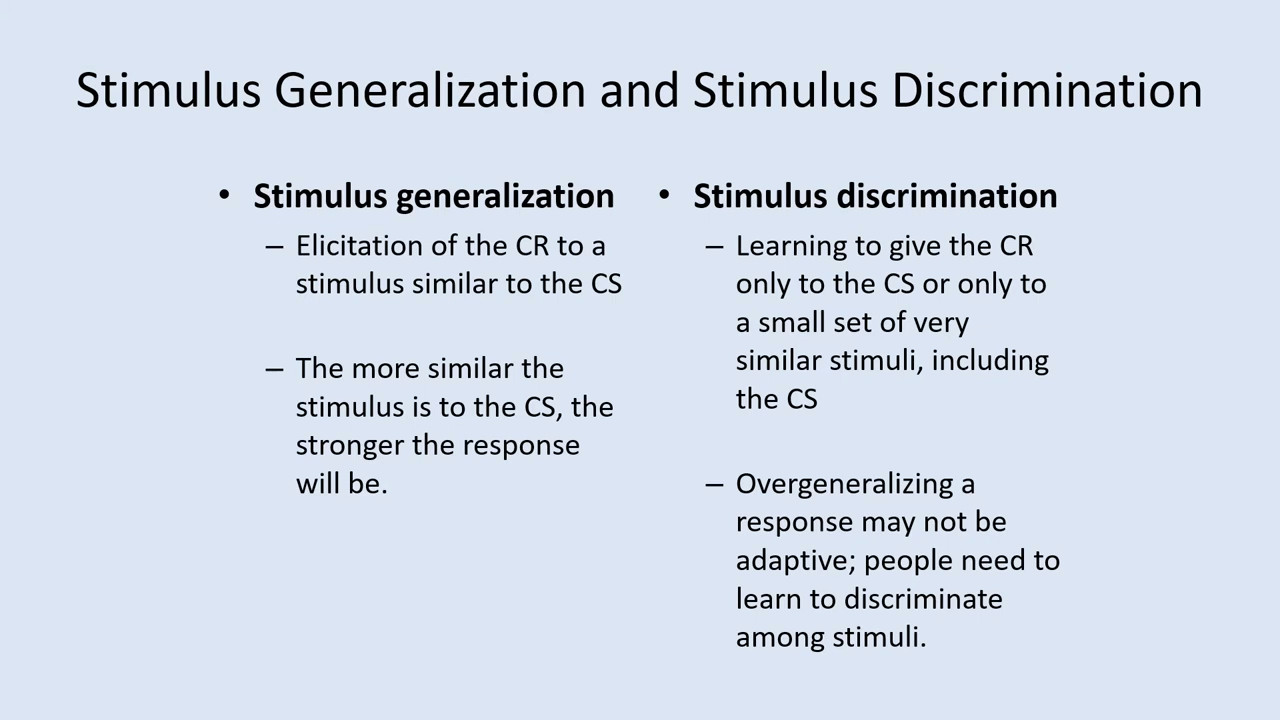 Stimulus Generalization and Stimulus Discrimination
• Stimulus generalization
– Elicitation of the CR to a
stimulus similar to the CS
– The more similar the
stimulus is to the CS, the
stronger the response
will be.
• Stimulus discrimination
– Learning to give the CR
only to the CS or only to
a small set of very
similar stimuli, including
the CS
– Overgeneralizing a
response may not be
adaptive; people need to
learn to discriminate
among stimuli.